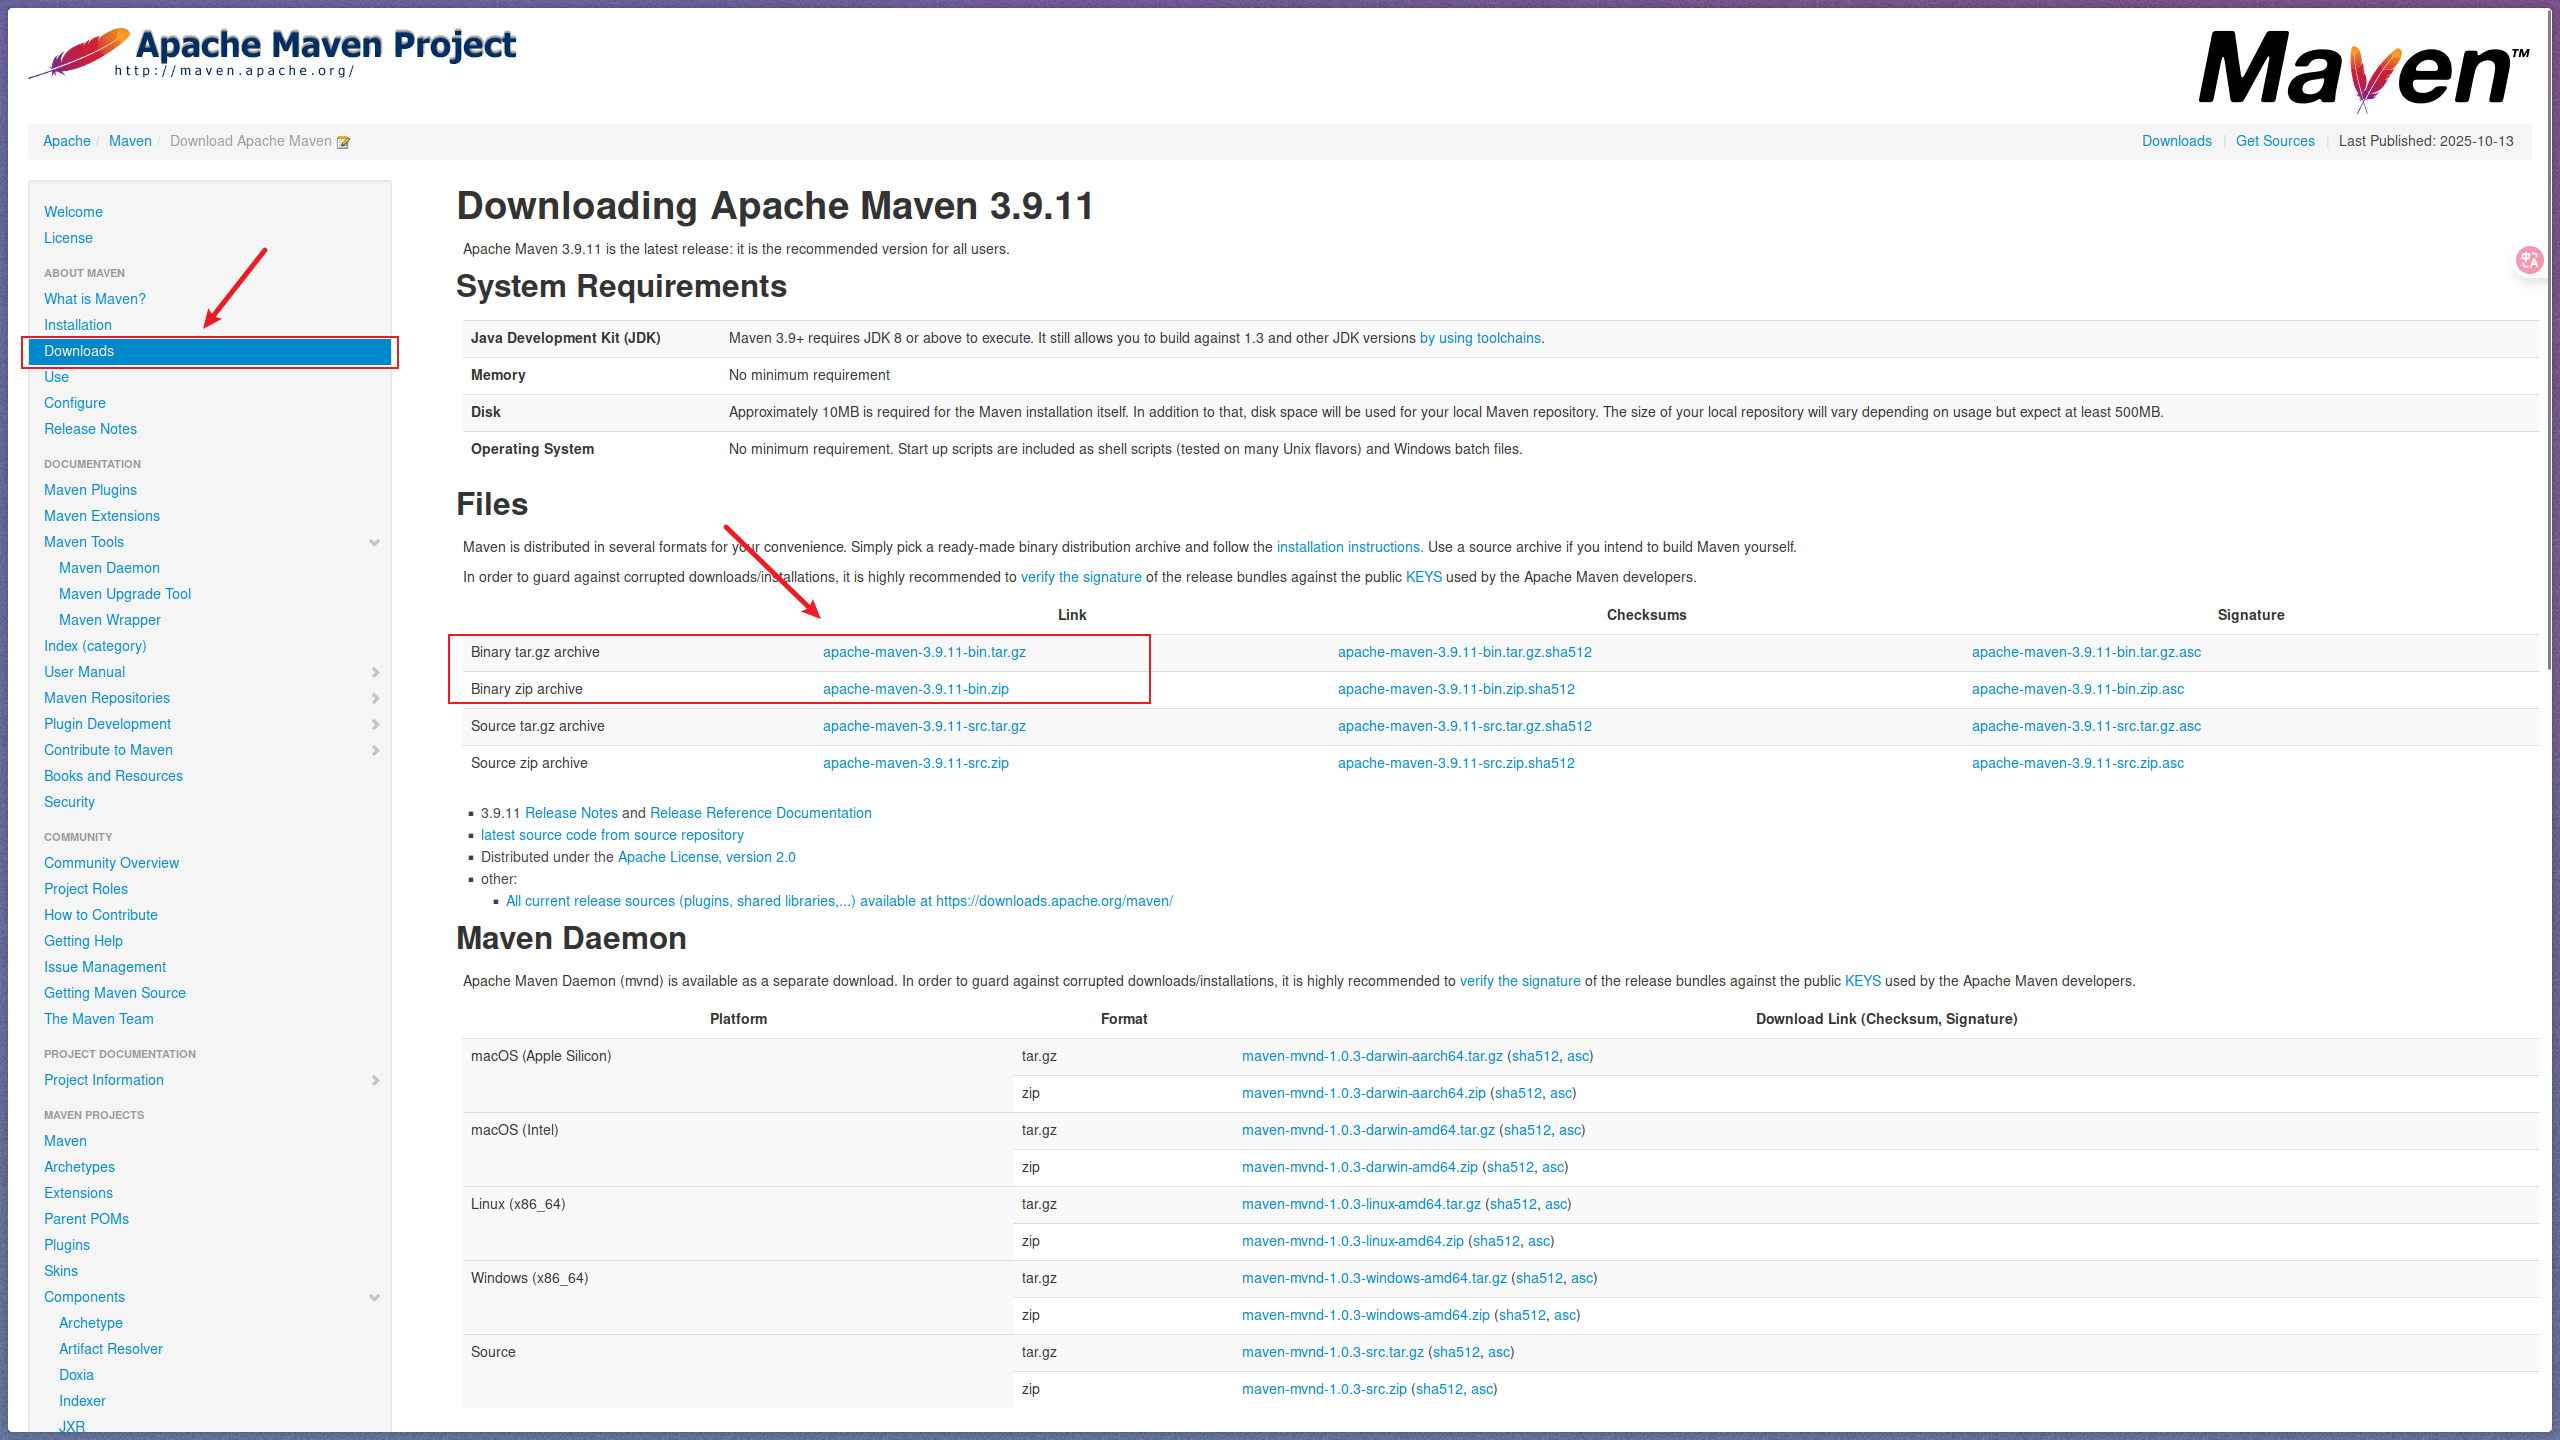 Apache Maven Project
http://maven.apache.org/
Maven™
Apache / Maven / Download Apache Maven
Downloads | Get Sources | Last Published: 2025-10-13
Welcome
License
ABOUT MAVEN
What is Maven?
Installation
Downloads
Use
Configure
Release Notes
DOCUMENTATION
Maven Plugins
Maven Extensions
Maven Tools
Maven Daemon
Maven Upgrade Tool
Maven Wrapper
Index (category)
User Manual
Maven Repositories
Plugin Development
Contribute to Maven
Books and Resources
Security
COMMUNITY
Community Overview
Project Roles
How to Contribute
Getting Help
Issue Management
Getting Maven Source
The Maven Team
PROJECT DOCUMENTATION
Project Information
MAVEN PROJECTS
Maven
Archetypes
Extensions
Parent POMs
Plugins
Skins
Components
Archetype
Artifact Resolver
Doxia
Indexer
JXR
Downloading Apache Maven 3.9.11
Apache Maven 3.9.11 is the latest release: it is the recommended version for all users.
System Requirements
Java Development Kit (JDK) Maven 3.9+ requires JDK 8 or above to execute. It still allows you to build against 1.3 and other JDK versions by using toolchains.
Memory No minimum requirement
Disk Approximately 10MB is required for the Maven installation itself. In addition to that, disk space will be used for your local Maven repository. The size of your local repository will vary depending on usage but expect at least 500MB.
Operating System No minimum requirement. Start up scripts are included as shell scripts (tested on many Unix flavors) and Windows batch files.
Files
Maven is distributed in several formats for your convenience. Simply pick a ready-made binary distribution archive and follow the installation instructions. Use a source archive if you intend to build Maven yourself.
In order to guard against corrupted downloads/installations, it is highly recommended to verify the signature of the release bundles against the public KEYS used by the Apache Maven developers.
Link Checksums Signature
Binary tar.gz archive apache-maven-3.9.11-bin.tar.gz apache-maven-3.9.11-bin.tar.gz.sha512 apache-maven-3.9.11-bin.tar.gz.asc
Binary zip archive apache-maven-3.9.11-bin.zip apache-maven-3.9.11-bin.zip.sha512 apache-maven-3.9.11-bin.zip.asc
Source tar.gz archive apache-maven-3.9.11-src.tar.gz apache-maven-3.9.11-src.tar.gz.sha512 apache-maven-3.9.11-src.tar.gz.asc
Source zip archive apache-maven-3.9.11-src.zip apache-maven-3.9.11-src.zip.sha512 apache-maven-3.9.11-src.zip.asc
▪ 3.9.11 Release Notes and Release Reference Documentation
▪ latest source code from source repository
▪ Distributed under the Apache License, version 2.0
▪ other:
▪ All current release sources (plugins, shared libraries,...) available at https://downloads.apache.org/maven/
Maven Daemon
Apache Maven Daemon (mvnd) is available as a separate download. In order to guard against corrupted downloads/installations, it is highly recommended to verify the signature of the release bundles against the public KEYS used by the Apache Maven developers.
Platform Format Download Link (Checksum, Signature)
macOS (Apple Silicon) tar.gz maven-mvnd-1.0.3-darwin-aarch64.tar.gz (sha512, asc)
zip maven-mvnd-1.0.3-darwin-aarch64.zip (sha512, asc)
macOS (Intel) tar.gz maven-mvnd-1.0.3-darwin-amd64.tar.gz (sha512, asc)
zip maven-mvnd-1.0.3-darwin-amd64.zip (sha512, asc)
Linux (x86_64) tar.gz maven-mvnd-1.0.3-linux-amd64.tar.gz (sha512, asc)
zip maven-mvnd-1.0.3-linux-amd64.zip (sha512, asc)
Windows (x86_64) tar.gz maven-mvnd-1.0.3-windows-amd64.tar.gz (sha512, asc)
zip maven-mvnd-1.0.3-windows-amd64.zip (sha512, asc)
Source tar.gz maven-mvnd-1.0.3-src.tar.gz (sha512, asc)
zip maven-mvnd-1.0.3-src.zip (sha512, asc)
中A